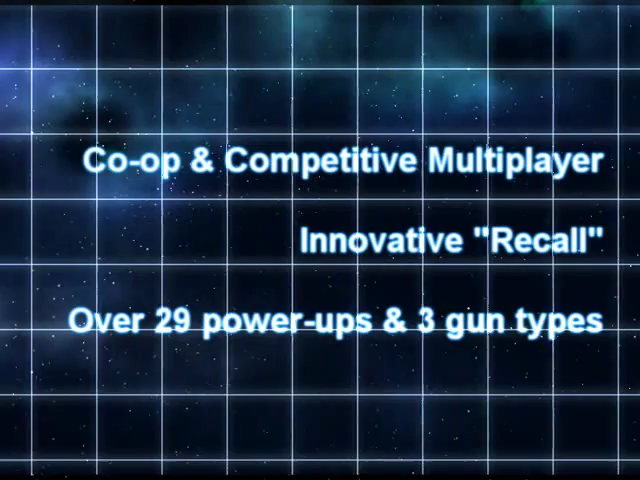 Co-op & Competitive Multiplayer
Innovative "Recall"
Over 29 power-ups & 3 gun types